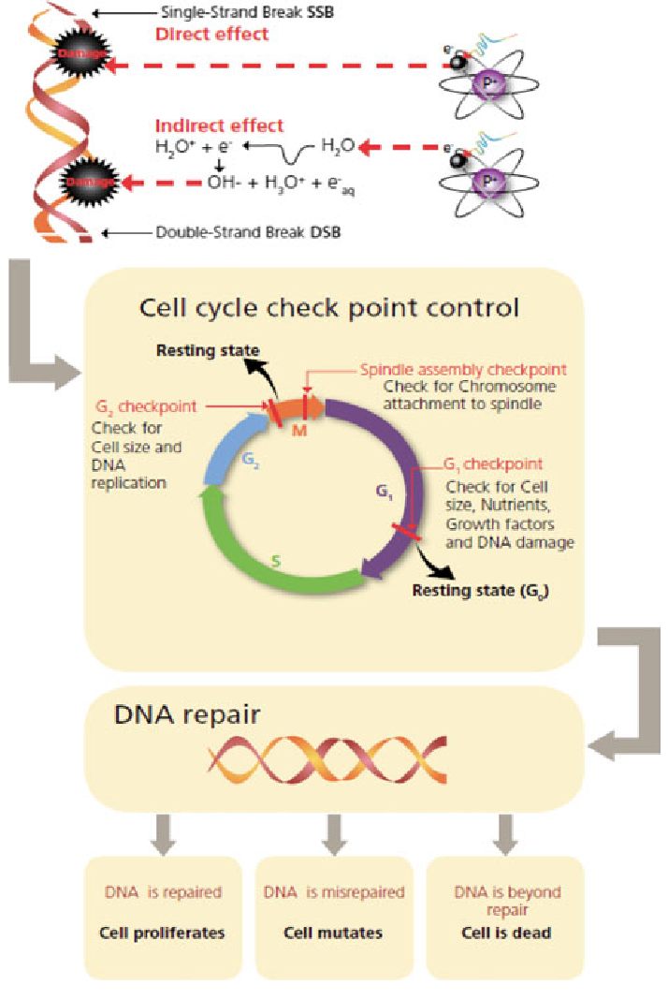 Single-Strand Break SSB
Direct effect
Damage
e⁻
P⁺
Indirect effect
H₂O⁺ + e⁻
H₂O
e⁻
P⁺
Damage
OH- + H₃O⁺ + e⁻aq
Double-Strand Break DSB
Cell cycle check point control
Resting state
Spindle assembly checkpoint
Check for Chromosome
attachment to spindle
G₂ checkpoint
Check for
Cell size and
DNA
replication
M
G₂
G₁
S
G₁ checkpoint
Check for Cell
size, Nutrients,
Growth factors
and DNA damage
Resting state (G₀)
DNA repair
DNA is repaired
Cell proliferates
DNA is misrepaired
Cell mutates
DNA is beyond
repair
Cell is dead